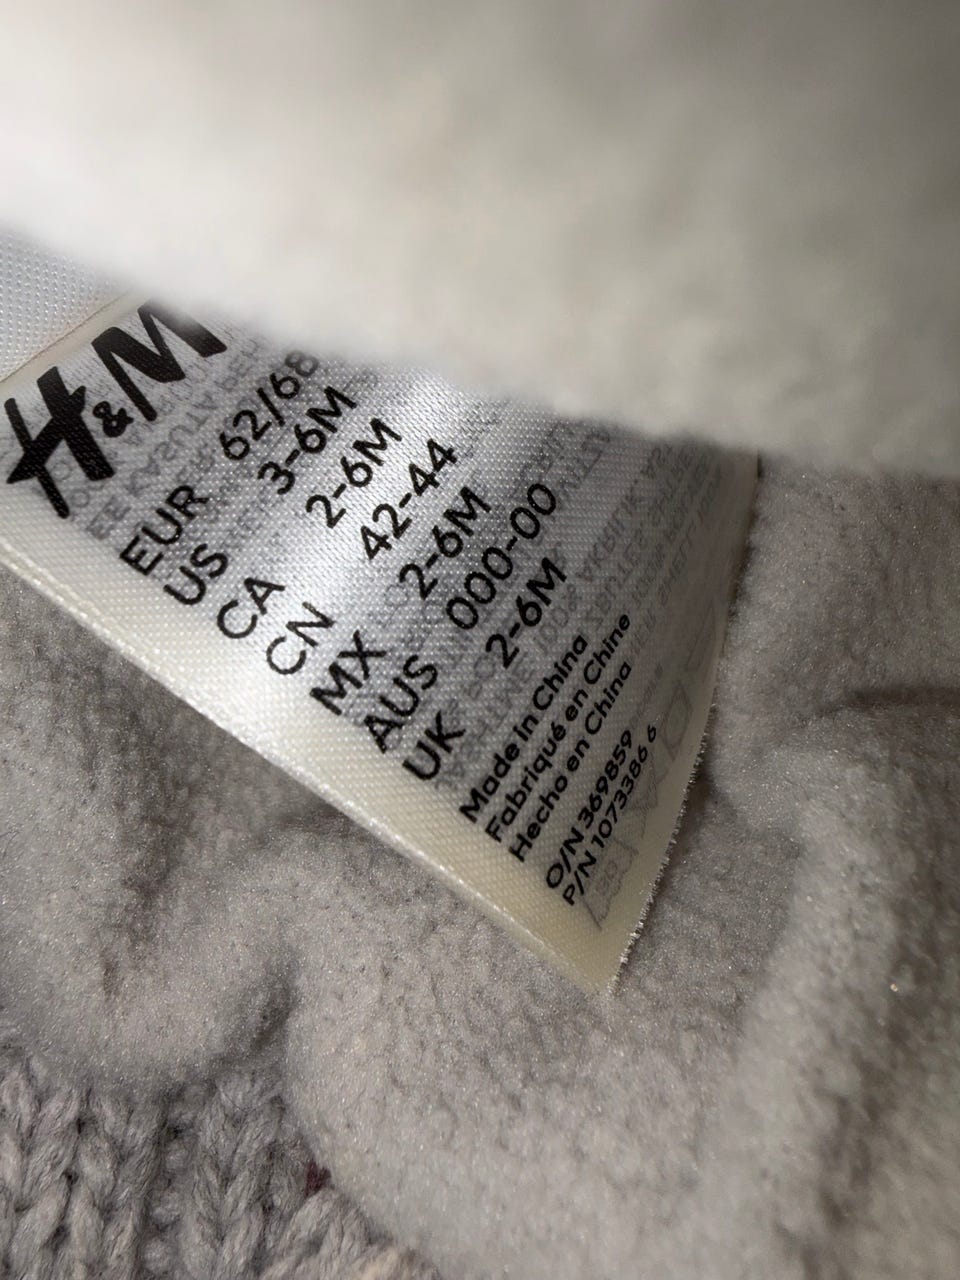 H&M
EUR 62/68
US 3-6M
CA 2-6M
CN 42-44
MX 2-6M
AUS 000-00
UK 2-6M
Made in China
Fabriqué en Chine
Hecho en China
O/N 369859
P/N 1073386 6